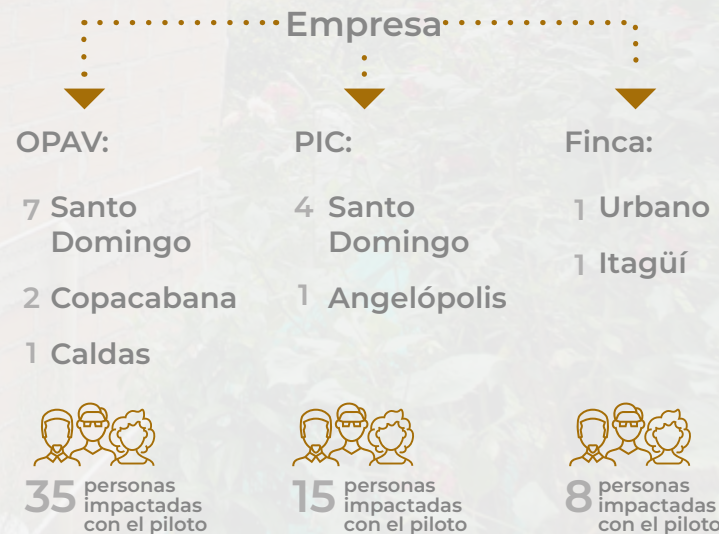 Empresa
OPAV:
7 Santo
Domingo
2 Copacabana
1 Caldas
35 personas
impactadas
con el piloto
PIC:
4 Santo
Domingo
1 Angelópolis
15 personas
impactadas
con el piloto
Finca:
1 Urbano
1 Itagüí
8 personas
impactadas
con el piloto